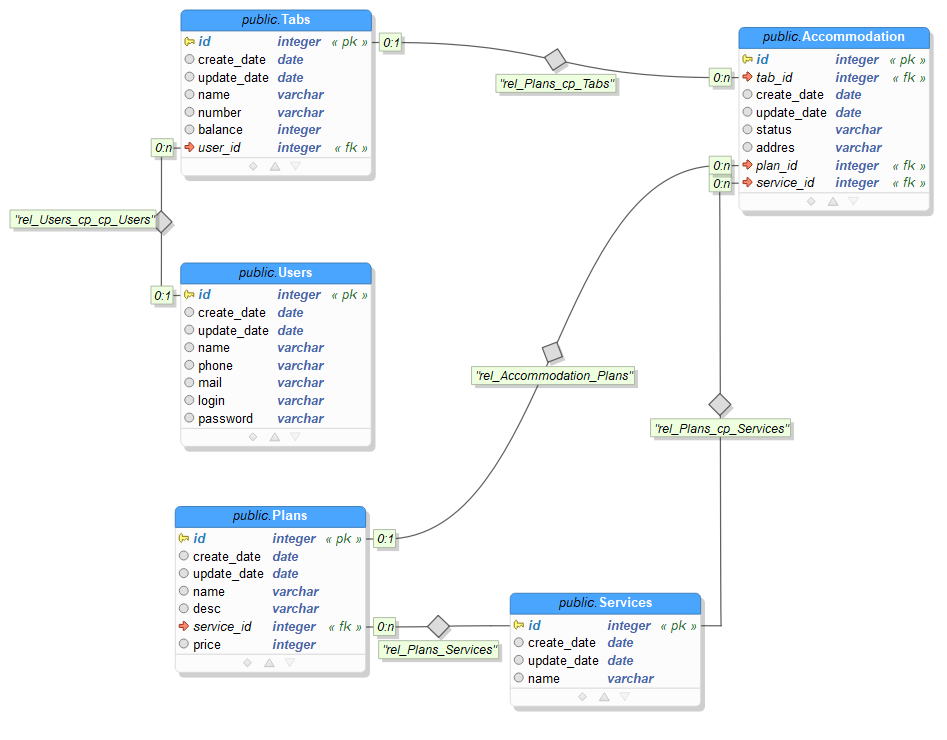 public.Tabs
id integer « pk »
create_date date
update_date date
name varchar
number varchar
balance integer
user_id integer « fk »
0:1
0:n
"rel_Plans_cp_Tabs"
0:n
public.Accommodation
id integer « pk »
tab_id integer « fk »
create_date date
update_date date
status varchar
addres varchar
plan_id integer « fk »
service_id integer « fk »
0:n
0:n
"rel_Users_cp_cp_Users"
0:1
public.Users
id integer « pk »
create_date date
update_date date
name varchar
phone varchar
mail varchar
login varchar
password varchar
"rel_Accommodation_Plans"
"rel_Plans_cp_Services"
public.Plans
id integer « pk »
create_date date
update_date date
name varchar
desc varchar
service_id integer « fk »
price integer
0:1
0:n
"rel_Plans_Services"
public.Services
id integer « pk »
create_date date
update_date date
name varchar